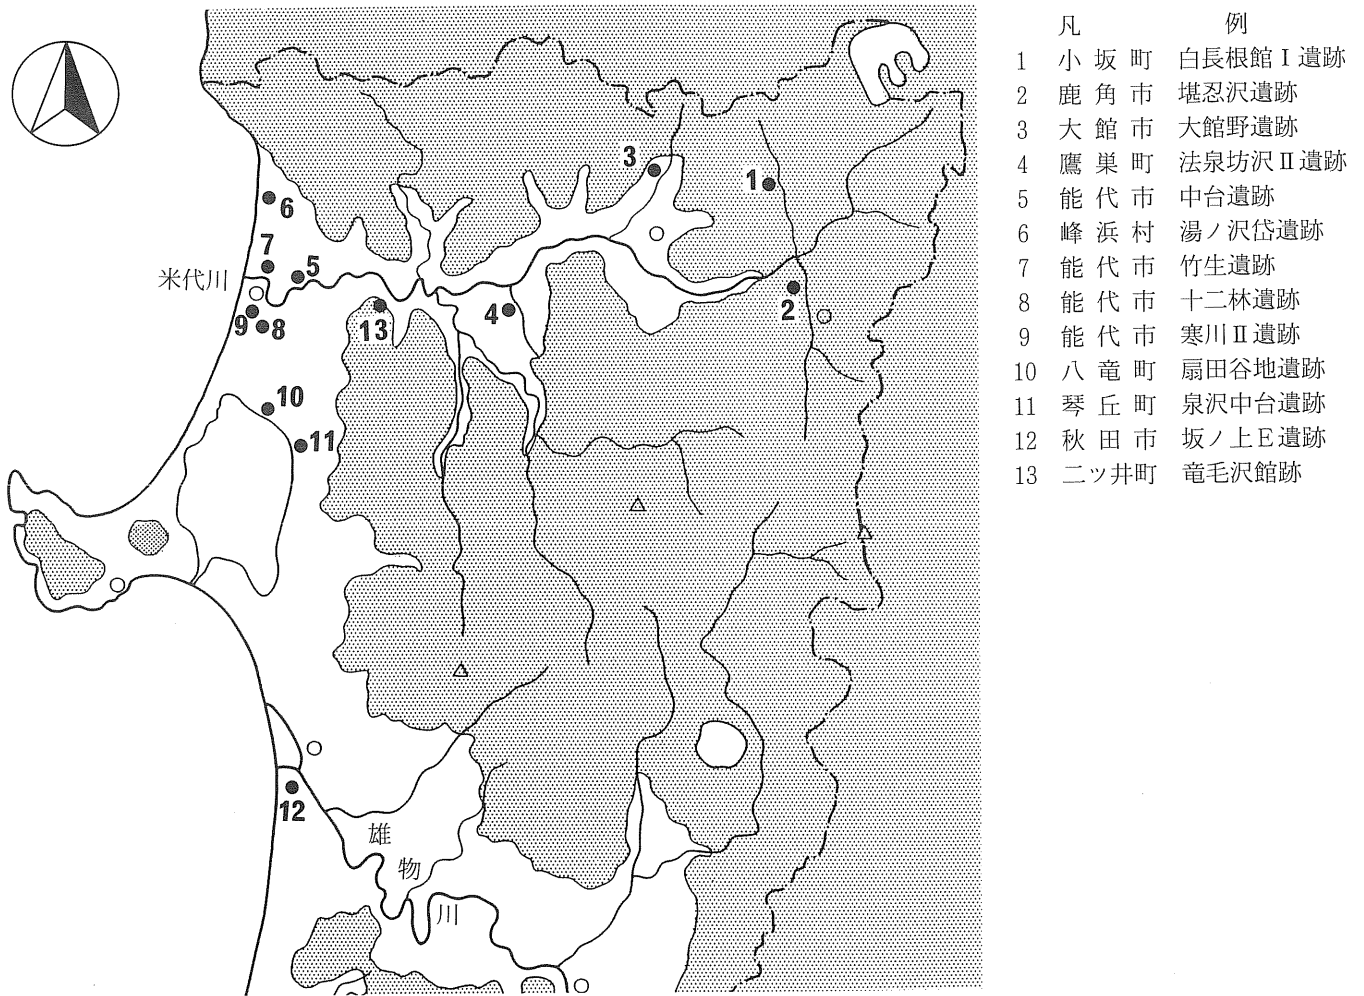 凡 例
1 小坂町 白長根館Ⅰ遺跡
2 鹿角市 堪忍沢遺跡
3 大館市 大館野遺跡
4 鷹巣町 法泉坊沢Ⅱ遺跡
5 能代市 中台遺跡
6 峰浜村 湯ノ沢岱遺跡
7 能代市 竹生遺跡
8 能代市 十二林遺跡
9 能代市 寒川Ⅱ遺跡
10 八竜町 扇田谷地遺跡
11 琴丘町 泉沢中台遺跡
12 秋田市 坂ノ上E遺跡
13 二ッ井町 竜毛沢館跡
3
1
6
7
5
米代川
2
4
13
9
8
10
11
12
雄物川